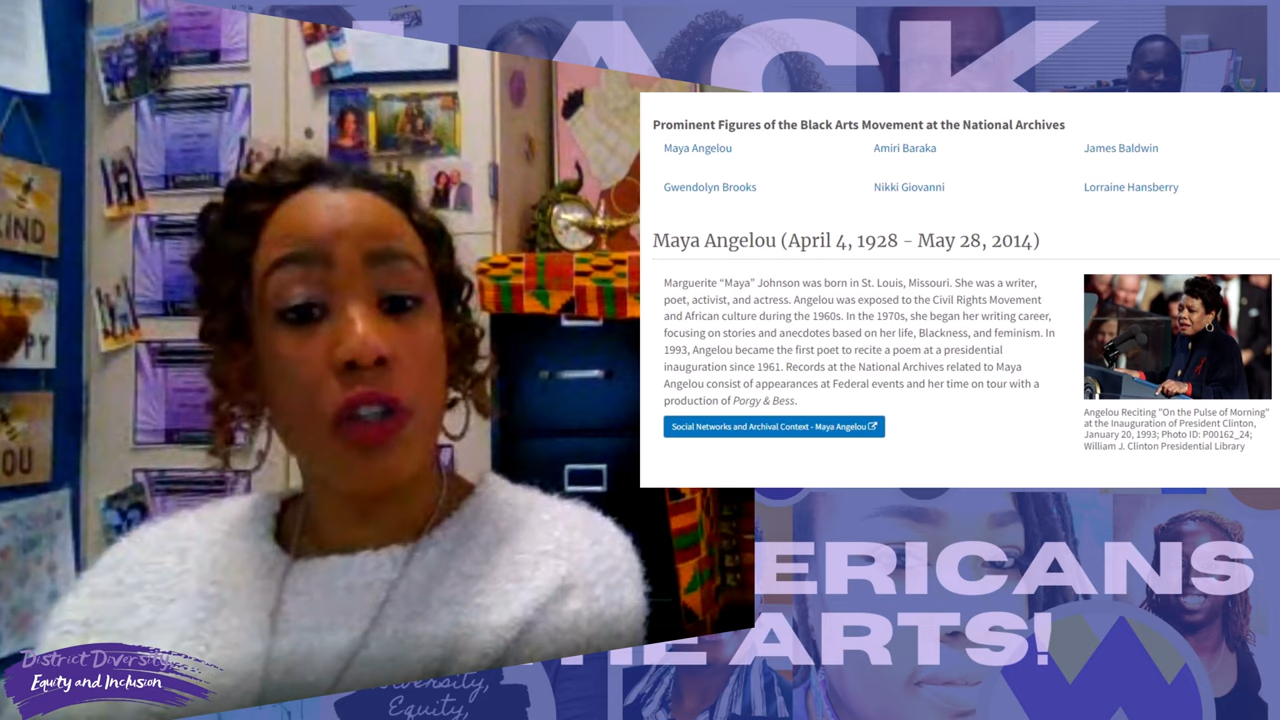 ACK
Prominent Figures of the Black Arts Movement at the National Archives
Maya Angelou
Amiri Baraka
James Baldwin
Gwendolyn Brooks
Nikki Giovanni
Lorraine Hansberry
Maya Angelou (April 4, 1928 - May 28, 2014)
Marguerite “Maya” Johnson was born in St. Louis, Missouri. She was a writer,
poet, activist, and actress. Angelou was exposed to the Civil Rights Movement
and African culture during the 1960s. In the 1970s, she began her writing career,
focusing on stories and anecdotes based on her life, Blackness, and feminism. In
1993, Angelou became the first poet to recite a poem at a presidential
inauguration since 1961. Records at the National Archives related to Maya
Angelou consist of appearances at Federal events and her time on tour with a
production of Porgy & Bess.
Social Networks and Archival Context - Maya Angelou
Angelou Reciting "On the Pulse of Morning"
at the Inauguration of President Clinton,
January 20, 1993; Photo ID: P00162_24;
William J. Clinton Presidential Library
KIND
PY
OU
ERICANS
HE ARTS!
District Diversity,
Equity and Inclusion
versity,
Equity,